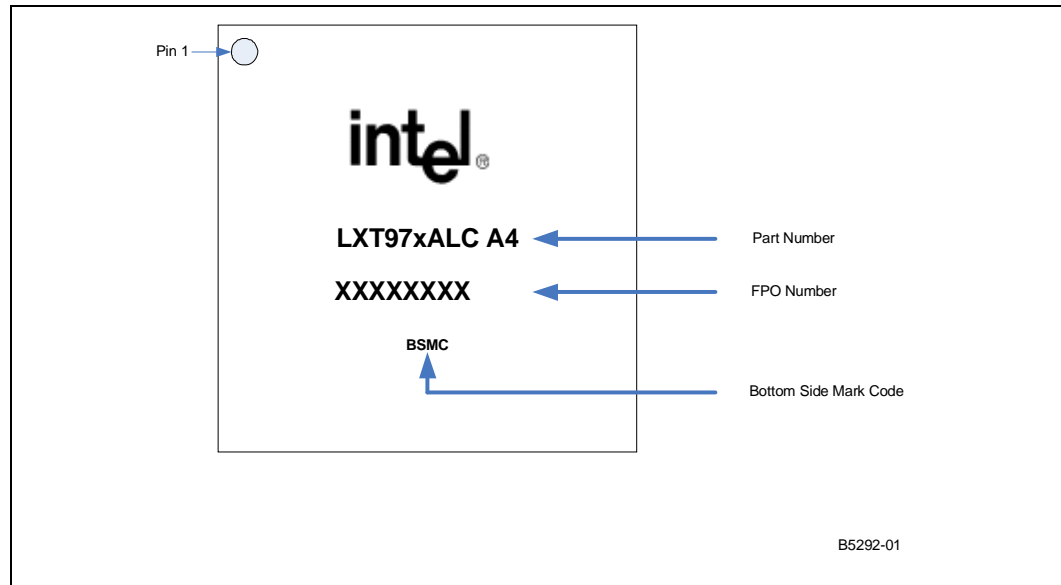 Pin 1
intel®
LXT97xALC A4
Part Number
XXXXXXXX
FPO Number
BSMC
Bottom Side Mark Code
B5292-01